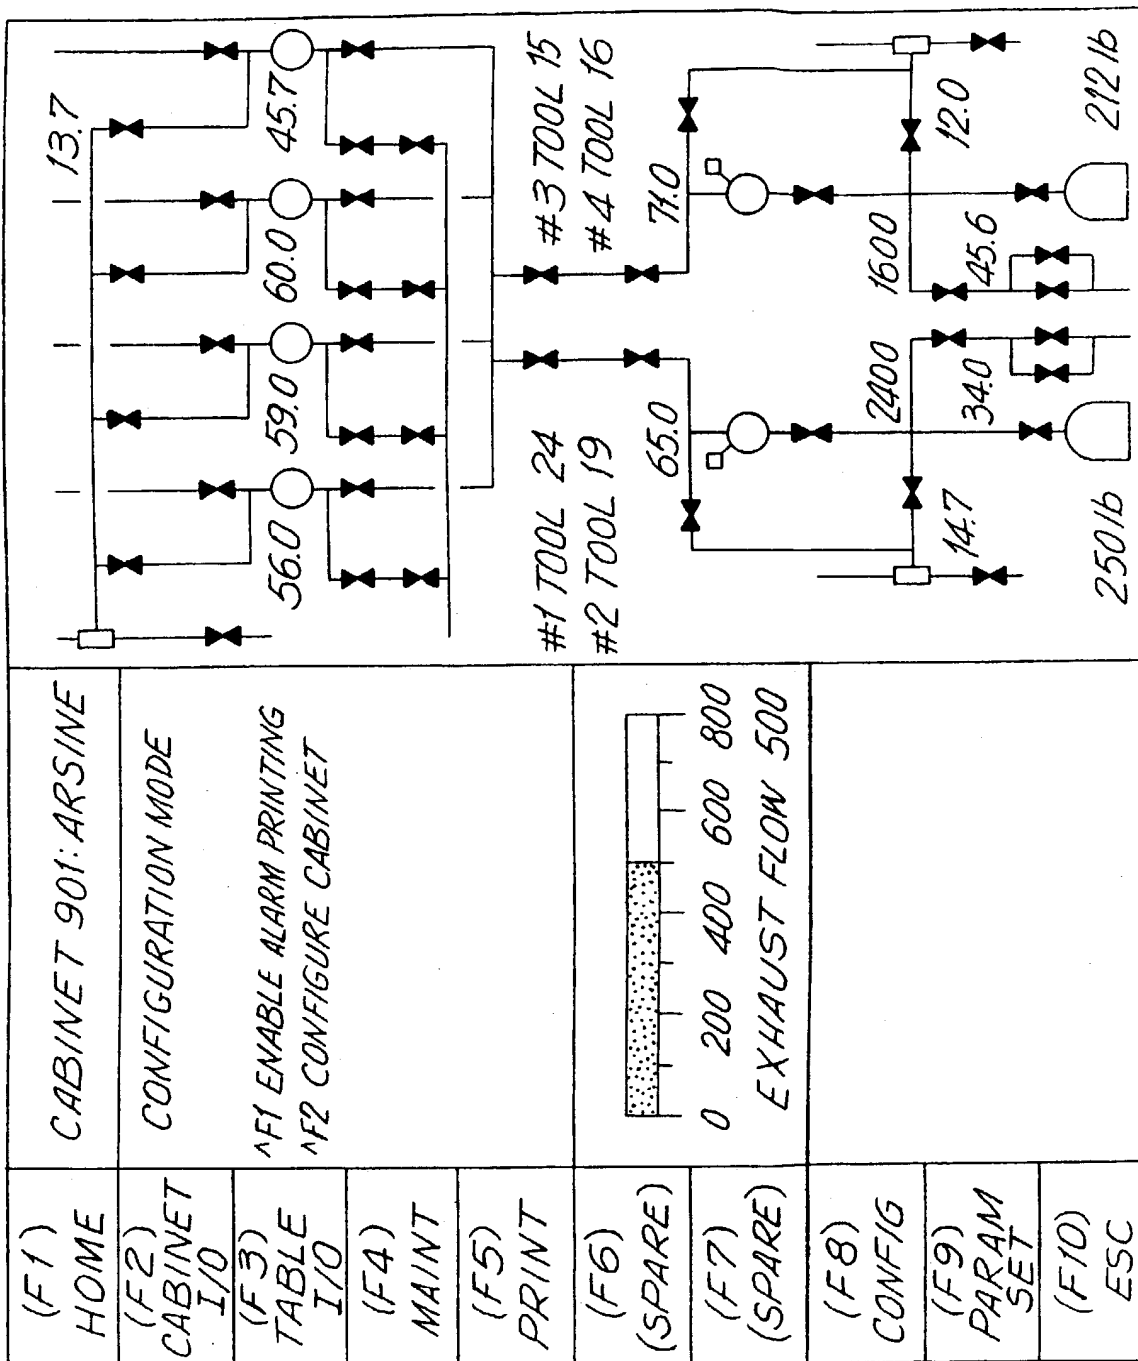 (F1)
HOME
(F2)
CABINET
I/O
(F3)
TABLE
I/O
(F4)
MAINT
(F5)
PRINT
(F6)
(SPARE)
(F7)
(SPARE)
(F8)
CONFIG
(F9)
PARAM
SET
(F10)
ESC
CABINET 901: ARSINE
CONFIGURATION MODE
^F1 ENABLE ALARM PRINTING
^F2 CONFIGURE CABINET
0 200 400 600 800
EXHAUST FLOW 500
13.7
56.0 59.0 60.0 45.7
#1 TOOL 24
#2 TOOL 19
#3 TOOL 15
#4 TOOL 16
65.0 71.0
2400 1600
14.7 34.0 45.6 12.0
250 lb 212 lb